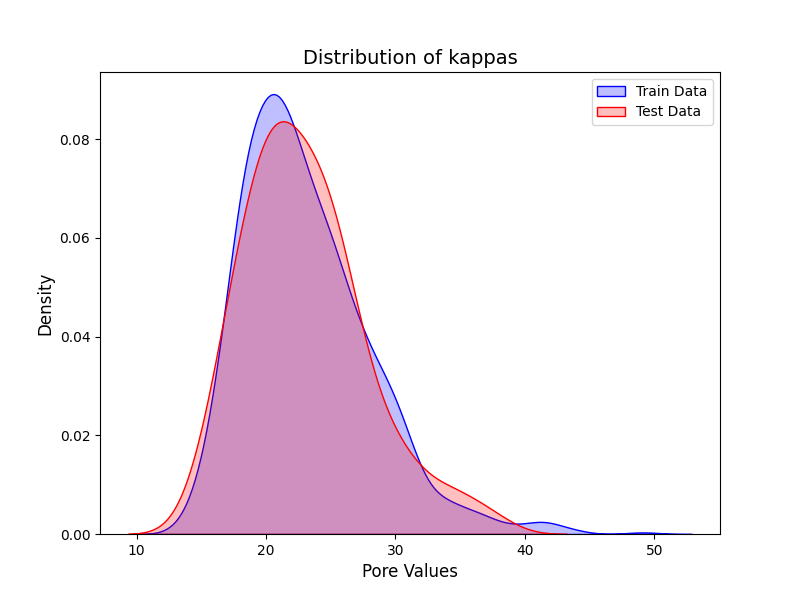 Distribution of kappas
Train Data
Test Data
Density
0.08
0.06
0.04
0.02
0.00
10 20 30 40 50
Pore Values